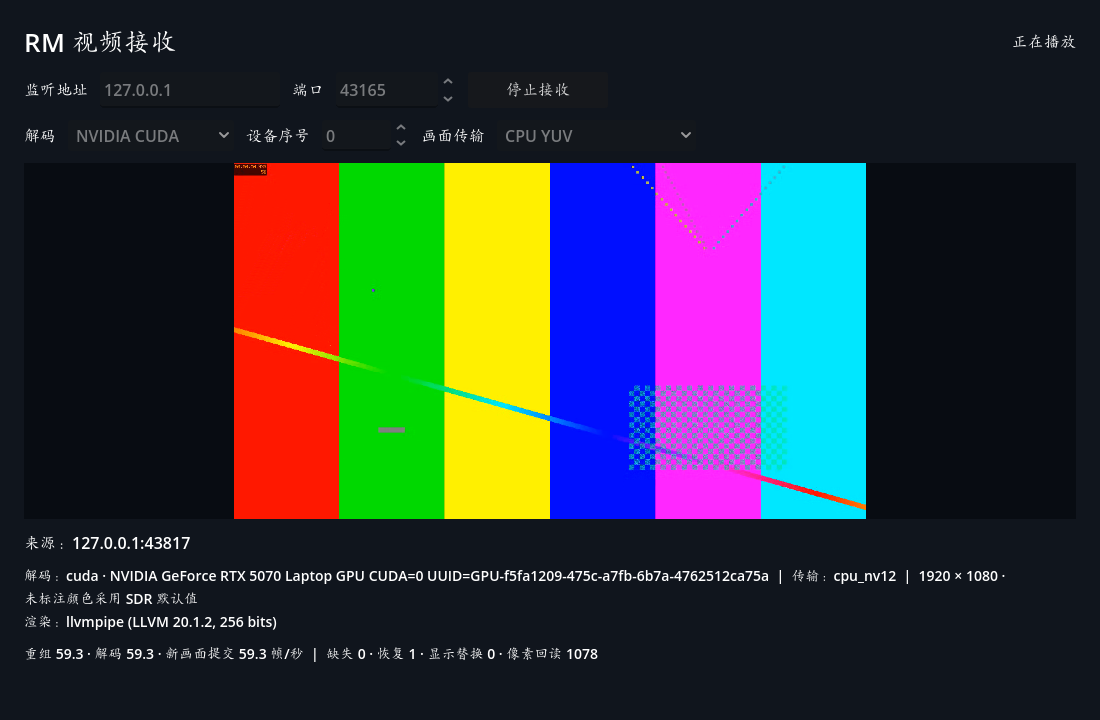 RM 视频接收
正在播放
监听地址 127.0.0.1 端口 43165 停止接收
解码 NVIDIA CUDA 设备序号 0 画面传输 CPU YUV
来源：127.0.0.1:43817
解码：cuda · NVIDIA GeForce RTX 5070 Laptop GPU CUDA=0 UUID=GPU-f5fa1209-475c-a7fb-6b7a-4762512ca75a | 传输：cpu_nv12 | 1920 × 1080 ·
未标注颜色采用 SDR 默认值
渲染：llvmpipe (LLVM 20.1.2, 256 bits)
重组 59.3 · 解码 59.3 · 新画面提交 59.3 帧/秒 | 缺失 0 · 恢复 1 · 显示替换 0 · 像素回读 1078